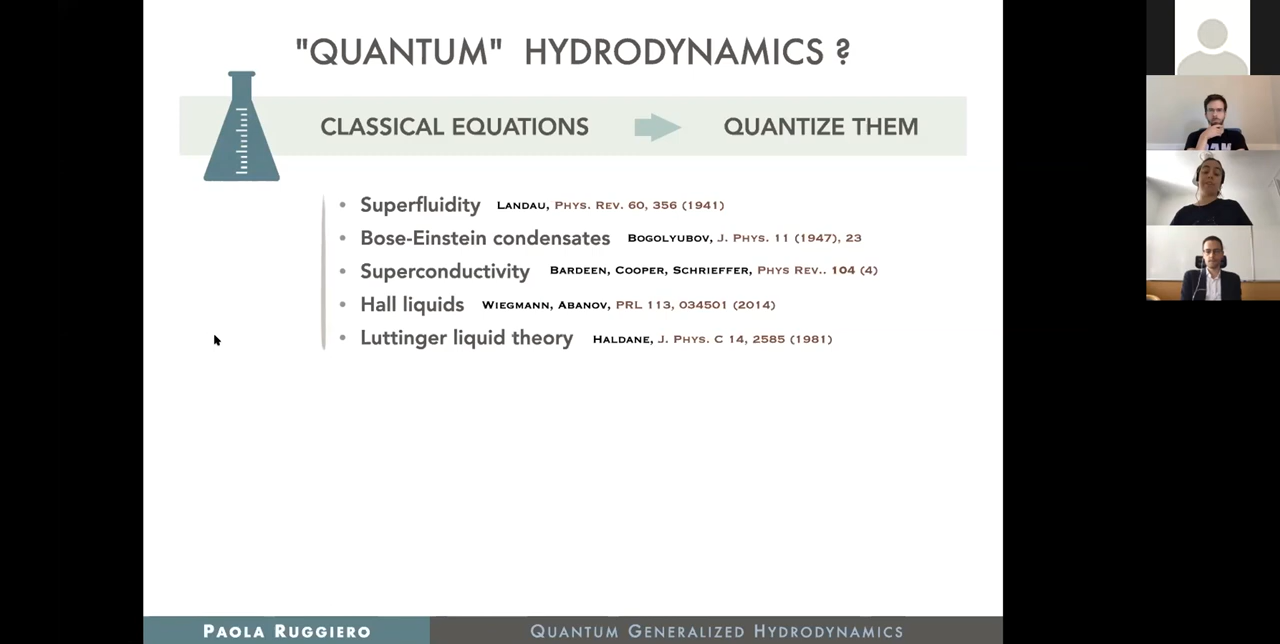 "QUANTUM" HYDRODYNAMICS ?
CLASSICAL EQUATIONS QUANTIZE THEM
• Superfluidity LANDAU, PHYS. REV. 60, 356 (1941)
• Bose-Einstein condensates BOGOLYUBOV, J. PHYS. 11 (1947), 23
• Superconductivity BARDEEN, COOPER, SCHRIEFFER, PHYS REV.. 104 (4)
• Hall liquids WIEGMANN, ABANOV, PRL 113, 034501 (2014)
• Luttinger liquid theory HALDANE, J. PHYS. C 14, 2585 (1981)
PAOLA RUGGIERO QUANTUM GENERALIZED HYDRODYNAMICS